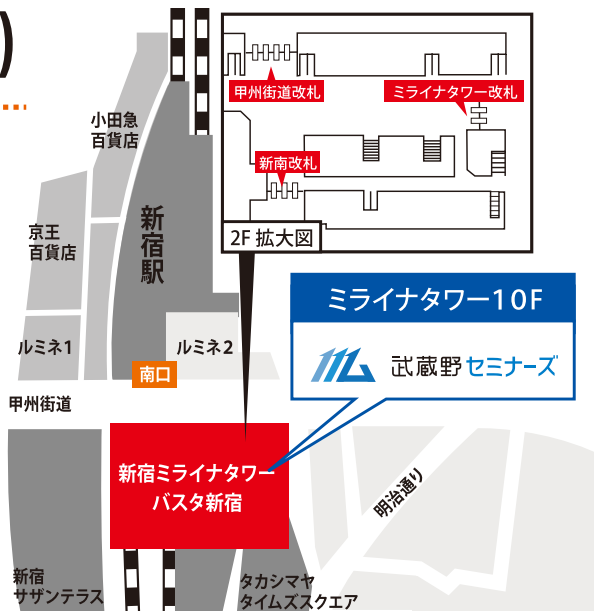 )
小田急
百貨店
甲州街道改札
ミライナタワー改札
新南改札
2F 拡大図
京王
百貨店
新宿駅
ミライナタワー10F
武蔵野セミナーズ
ルミネ1
ルミネ2
南口
甲州街道
新宿ミライナタワー
バスタ新宿
明治通り
新宿
サザンテラス
タカシマヤ
タイムズスクエア